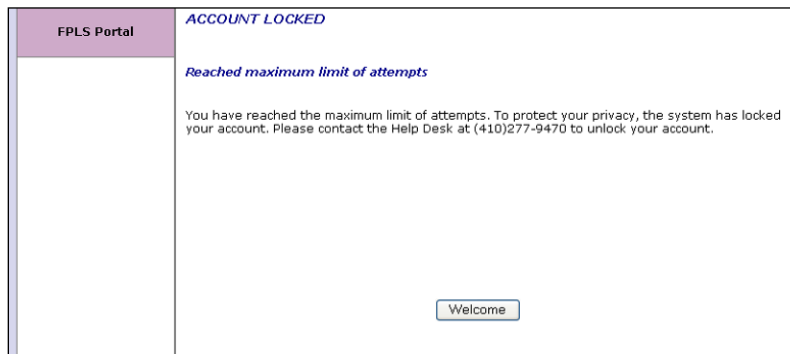 FPLS Portal
ACCOUNT LOCKED
Reached maximum limit of attempts
You have reached the maximum limit of attempts. To protect your privacy, the system has locked
your account. Please contact the Help Desk at (410)277-9470 to unlock your account.
Welcome